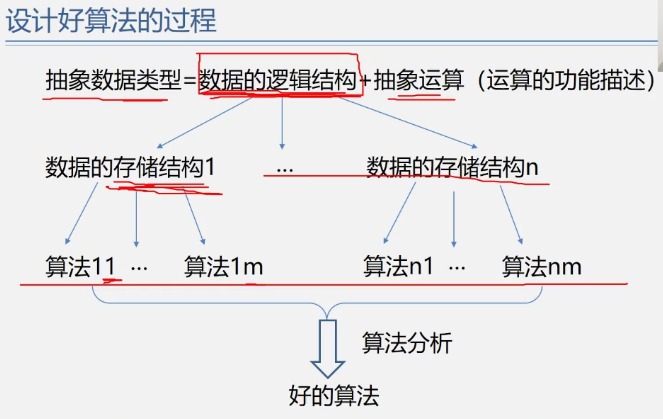 设计好算法的过程
抽象数据类型=数据的逻辑结构+抽象运算（运算的功能描述）
数据的存储结构1 … 数据的存储结构n
算法11 … 算法1m 算法n1 … 算法nm
算法分析
好的算法